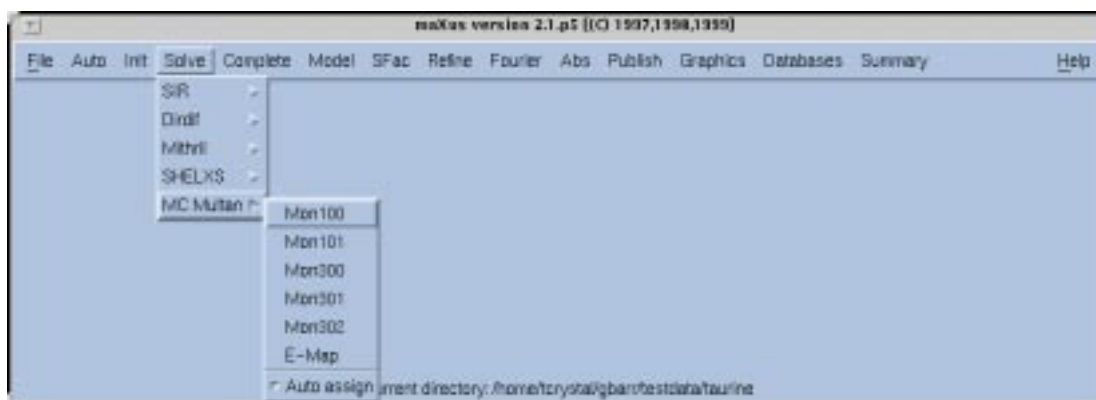 maXus version 2.1.p5 [(C) 1997,1998,1999)]
File Auto Init Solve Complete Model SFac Refine Fourier Abs Publish Graphics Databases Summary Help
SIR
Dirdif
Mithril
SHELXS
MC Multan
Mon100
Mon101
Mon300
Mon301
Mon302
E-Map
Auto assign
urrent directory: /home/tcrystal/gbarr/testdata/taurine